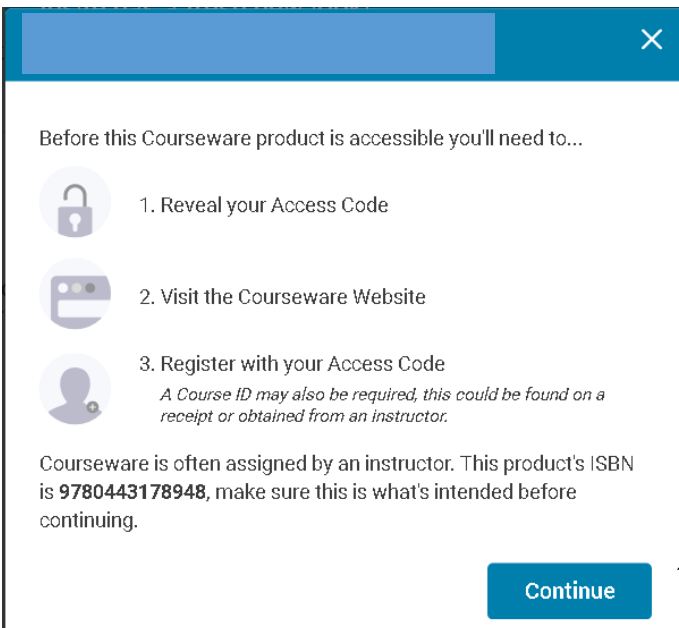 Before this Courseware product is accessible you'll need to...
1. Reveal your Access Code
2. Visit the Courseware Website
3. Register with your Access Code
A Course ID may also be required, this could be found on a
receipt or obtained from an instructor.
Courseware is often assigned by an instructor. This product's ISBN
is 9780443178948, make sure this is what's intended before
continuing.
Continue